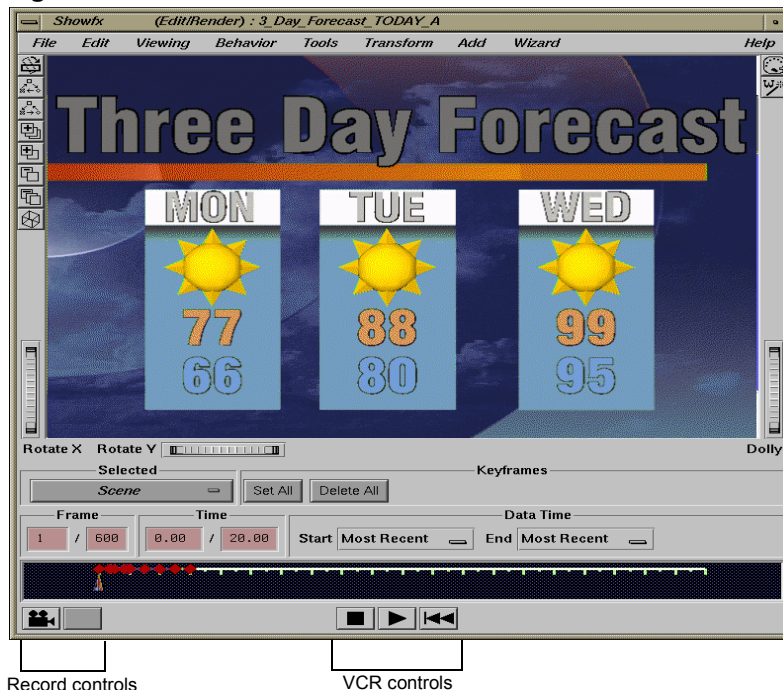 Showfx (Edit/Render) : 3_Day_Forecast_TODAY_A
File Edit Viewing Behavior Tools Transform Add Wizard Help
Three Day Forecast
MON TUE WED
77 88 99
66 80 95
Rotate X Rotate Y Dolly
Selected Keyframes
Scene Set All Delete All
Frame Time Data Time
1 / 600 0.00 / 20.00 Start Most Recent End Most Recent
Record controls VCR controls